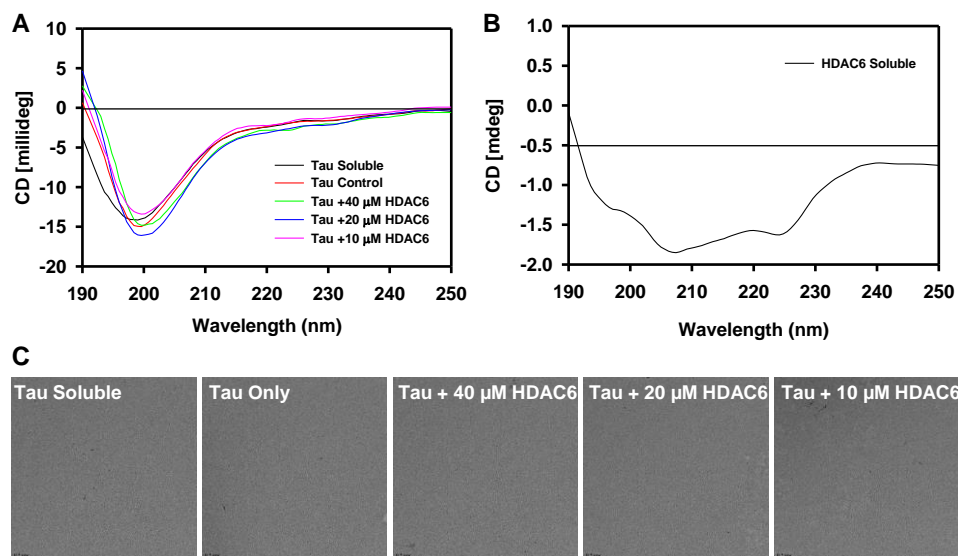 A
CD [millideg]
10
5
0
-5
-10
-15
-20
190 200 210 220 230 240 250
Wavelength (nm)
Tau Soluble
Tau Control
Tau +40 µM HDAC6
Tau +20 µM HDAC6
Tau +10 µM HDAC6
B
CD [mdeg]
1.0
0.5
0.0
-0.5
-1.0
-1.5
-2.0
190 200 210 220 230 240 250
Wavelength (nm)
HDAC6 Soluble
C
Tau Soluble
Tau Only
Tau + 40 µM HDAC6
Tau + 20 µM HDAC6
Tau + 10 µM HDAC6